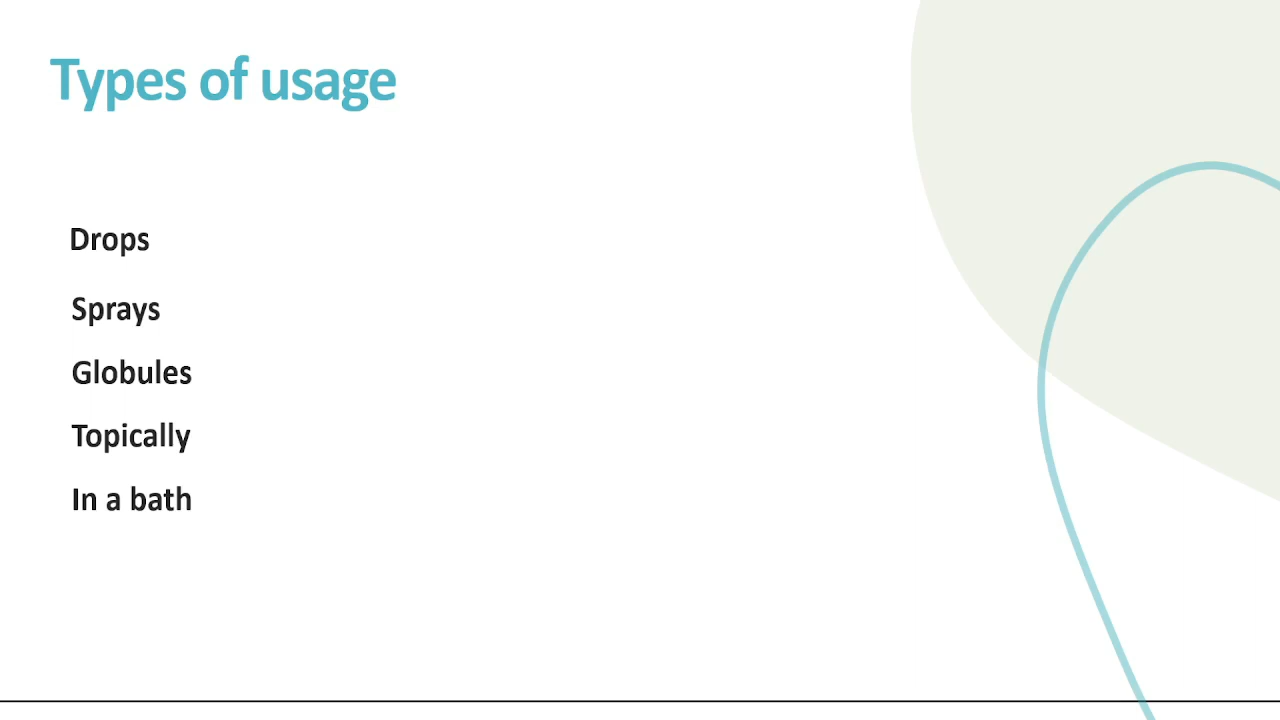 Types of usage
Drops
Sprays
Globules
Topically
In a bath